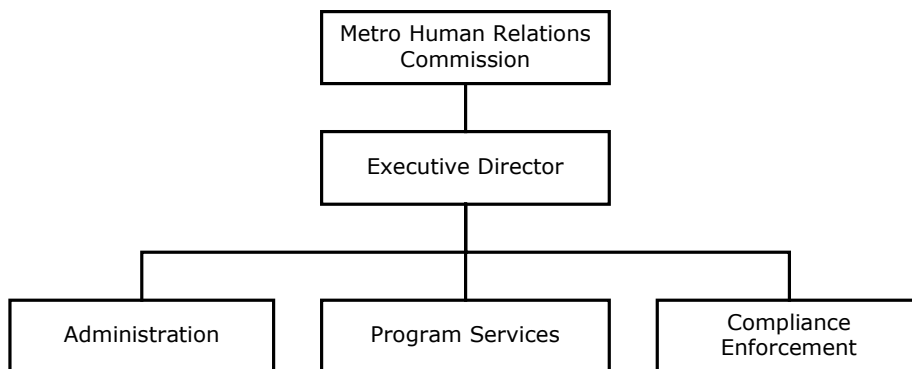 Metro Human Relations
Commission
Executive Director
Administration
Program Services
Compliance
Enforcement